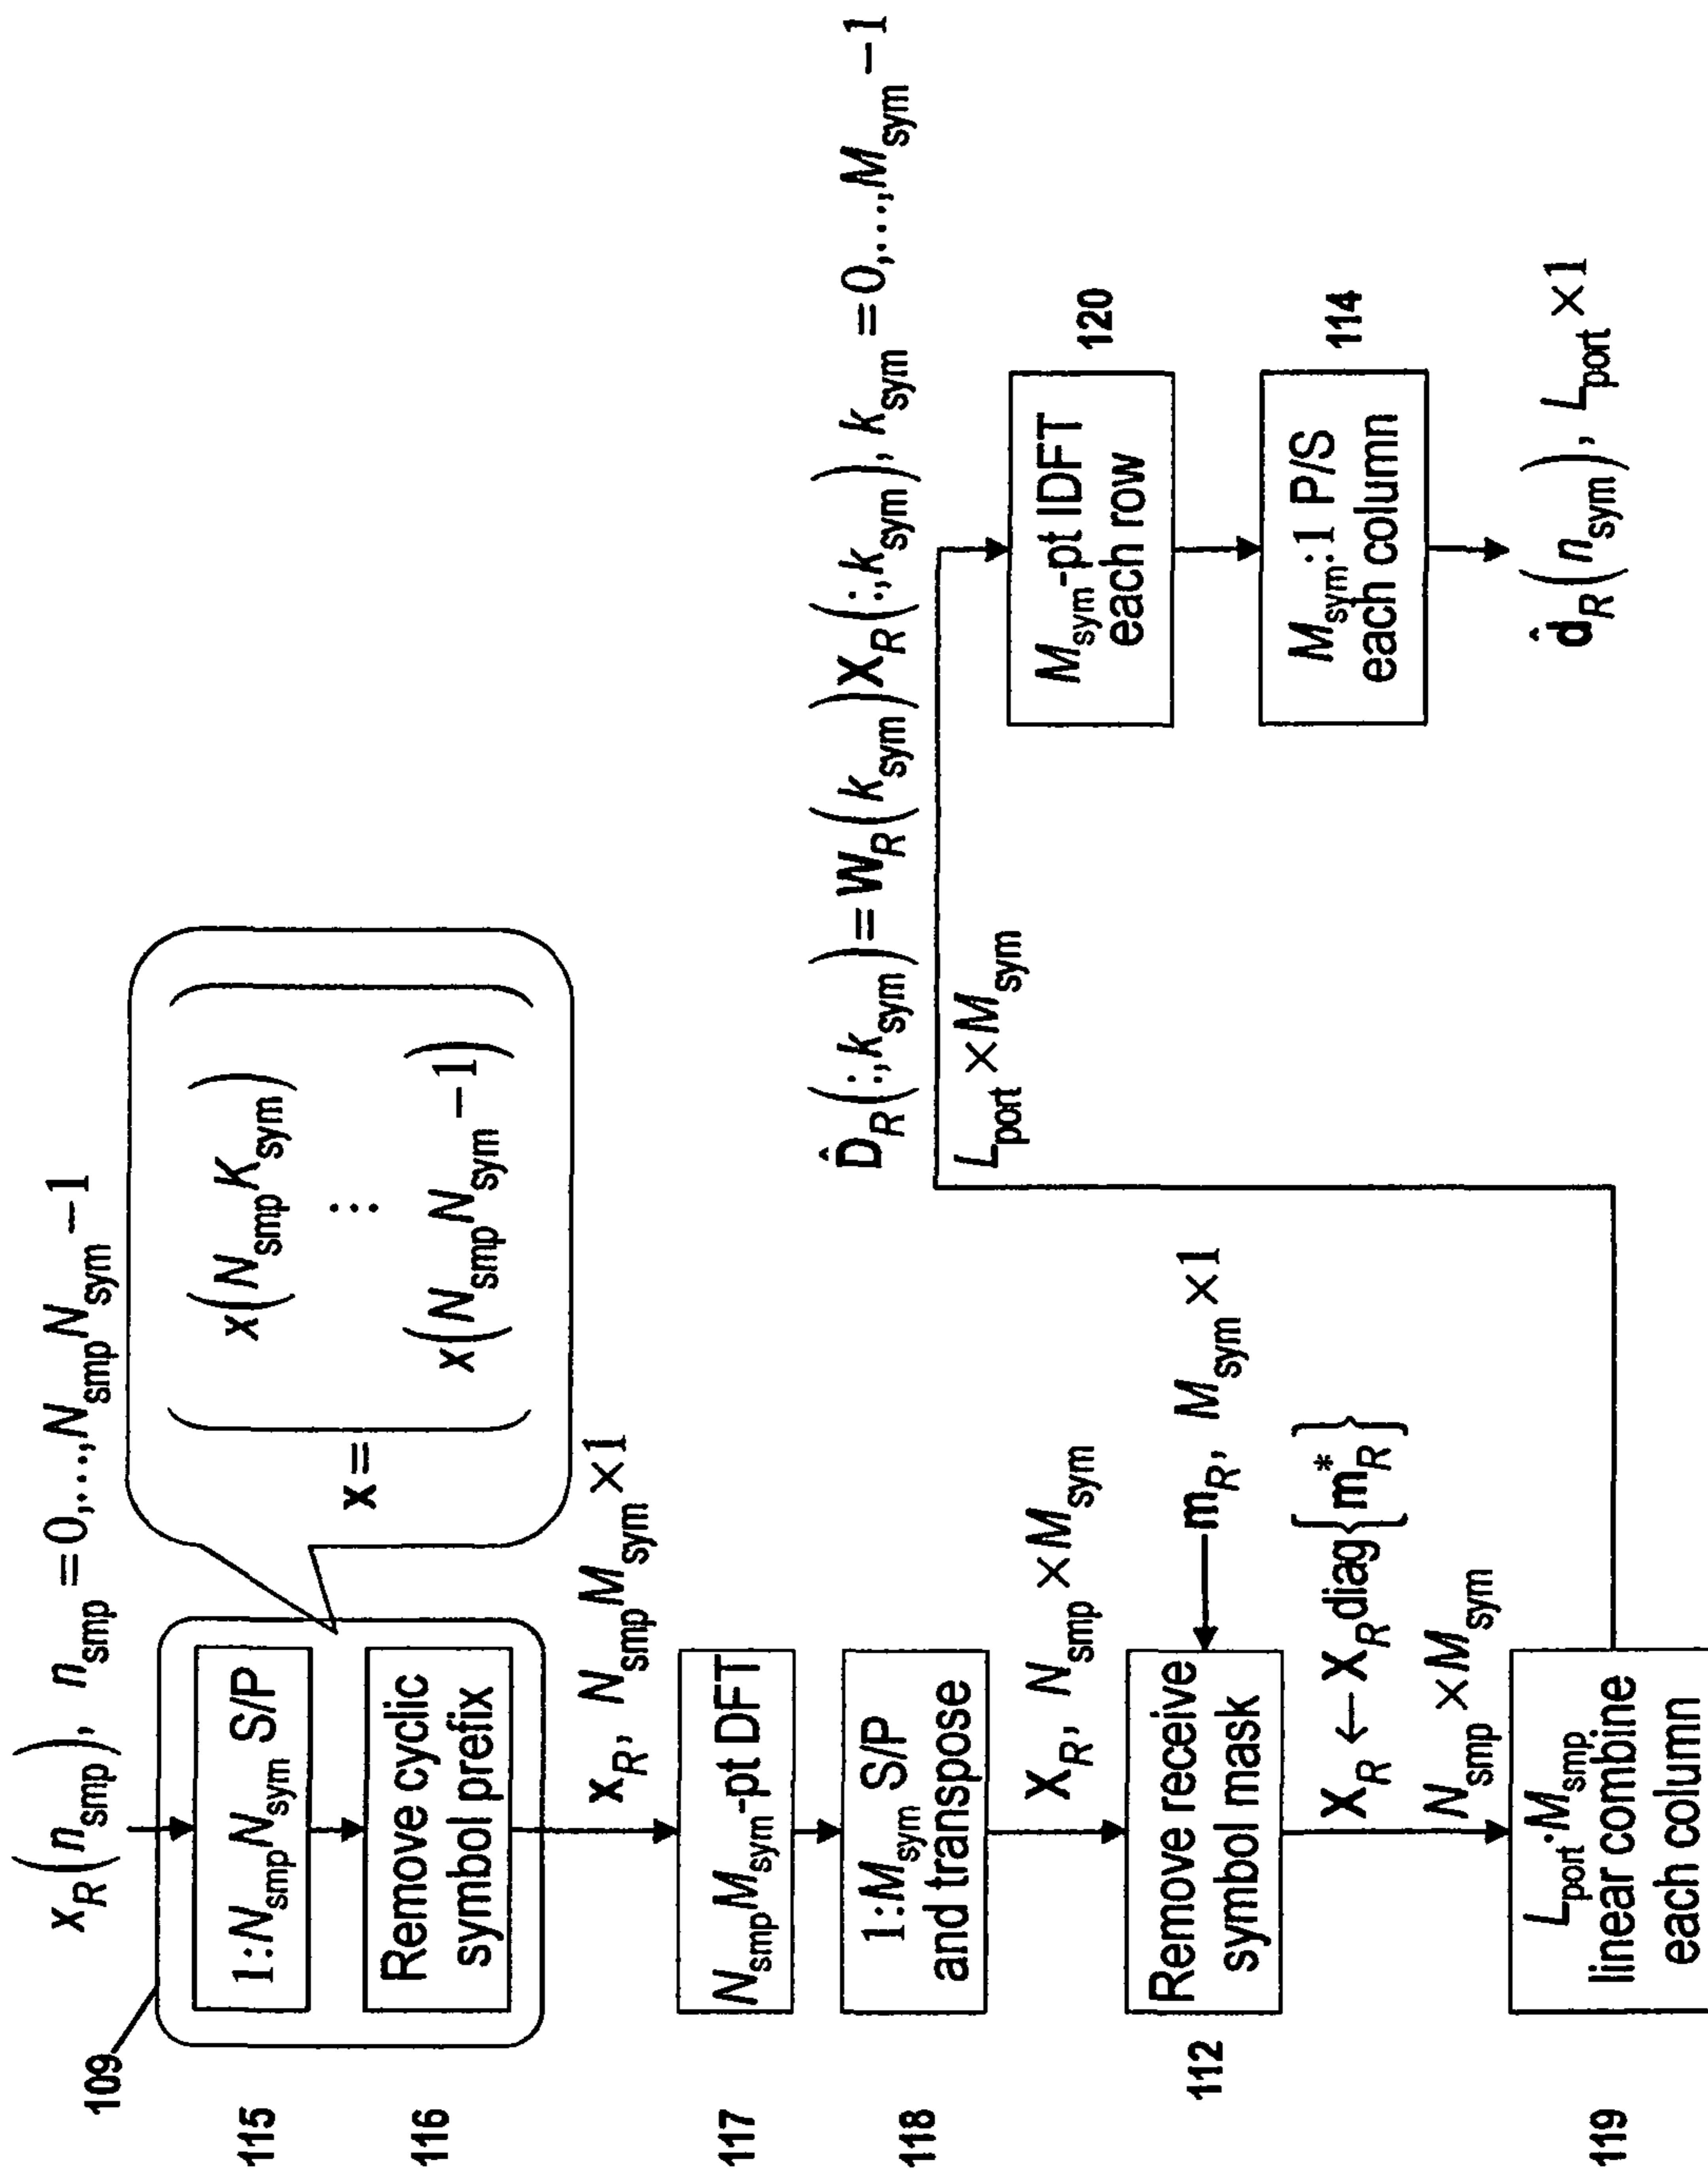 x_R(n_smp), n_smp = 0,...,N_smp N_sym − 1
109
115
1:N_smp N_sym S/P
116
Remove cyclic
symbol prefix
x = ( x(N_smp K_sym)
⋮
x(N_smp N_sym − 1) )
x_R, N_smp M_sym × 1
117
N_smp M_sym-pt DFT
118
1:M_sym S/P
and transpose
X_R, N_smp × M_sym
112
Remove receive
symbol mask
m_R, M_sym × 1
X_R ← X_R diag{m*_R}
N_smp × M_sym
119
L_port:M_smp
linear combine
each column
D̂_R(:,k_sym) = W_R(k_sym)X_R(:,k_sym), k_sym = 0,...,M_sym − 1
L_port × M_sym
M_sym-pt IDFT
each row
120
M_sym:1 P/S
each column
114
d̂_R(n_sym), L_port × 1